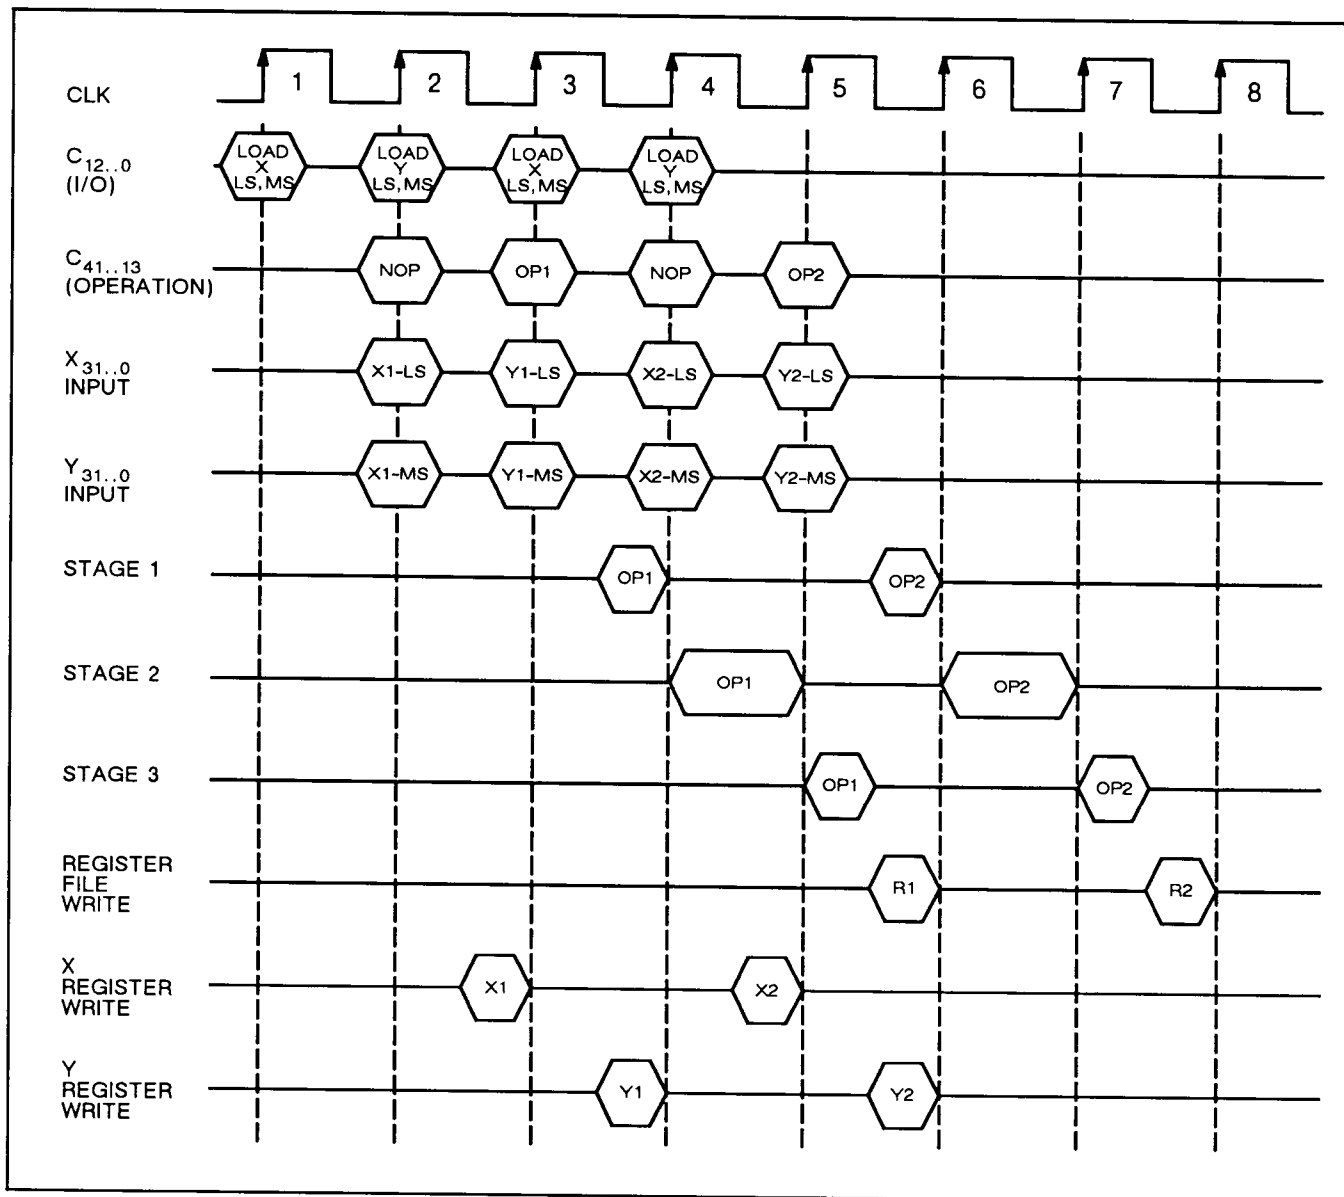 CLK
1 2 3 4 5 6 7 8
C12..0
(I/O)
LOAD
X
LS,MS
LOAD
Y
LS,MS
LOAD
X
LS,MS
LOAD
Y
LS,MS
C41..13
(OPERATION)
NOP OP1 NOP OP2
X31..0
INPUT
X1-LS Y1-LS X2-LS Y2-LS
Y31..0
INPUT
X1-MS Y1-MS X2-MS Y2-MS
STAGE 1
OP1 OP2
STAGE 2
OP1 OP2
STAGE 3
OP1 OP2
REGISTER
FILE
WRITE
R1 R2
X
REGISTER
WRITE
X1 X2
Y
REGISTER
WRITE
Y1 Y2